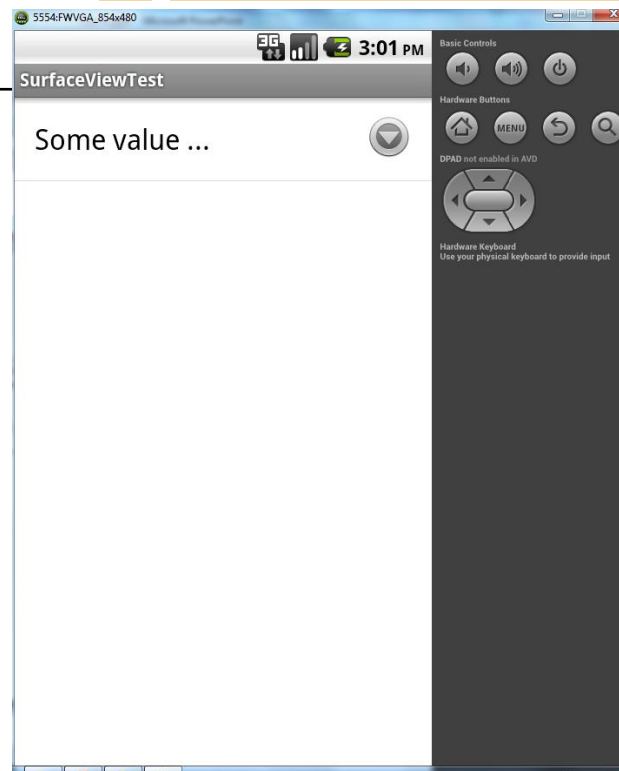 5554:FWVGA_854x480
3G 3:01 PM
SurfaceViewTest
Some value ...
Basic Controls
Hardware Buttons
MENU
DPAD not enabled in AVD
Hardware Keyboard
Use your physical keyboard to provide input